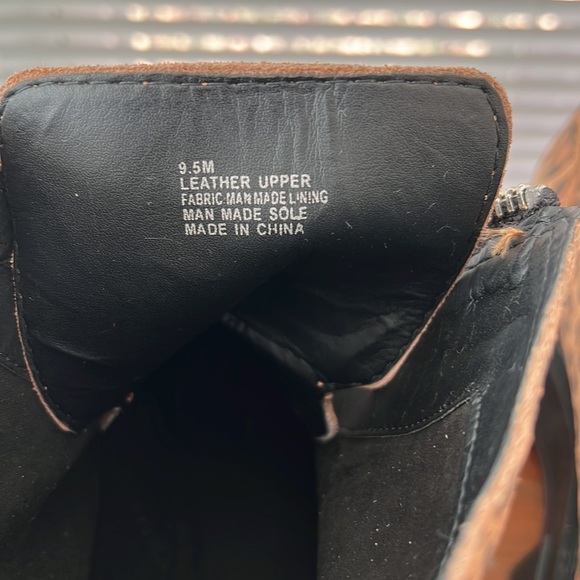 9.5M
LEATHER UPPER
FABRIC MAN MADE LINING
MAN MADE SOLE
MADE IN CHINA